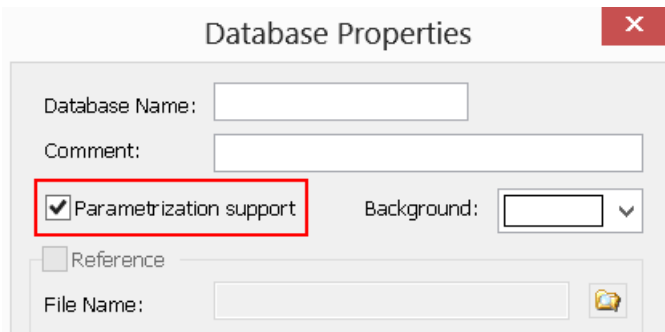 Database Properties
Database Name:
Comment:
Parametrization support Background:
Reference
File Name: